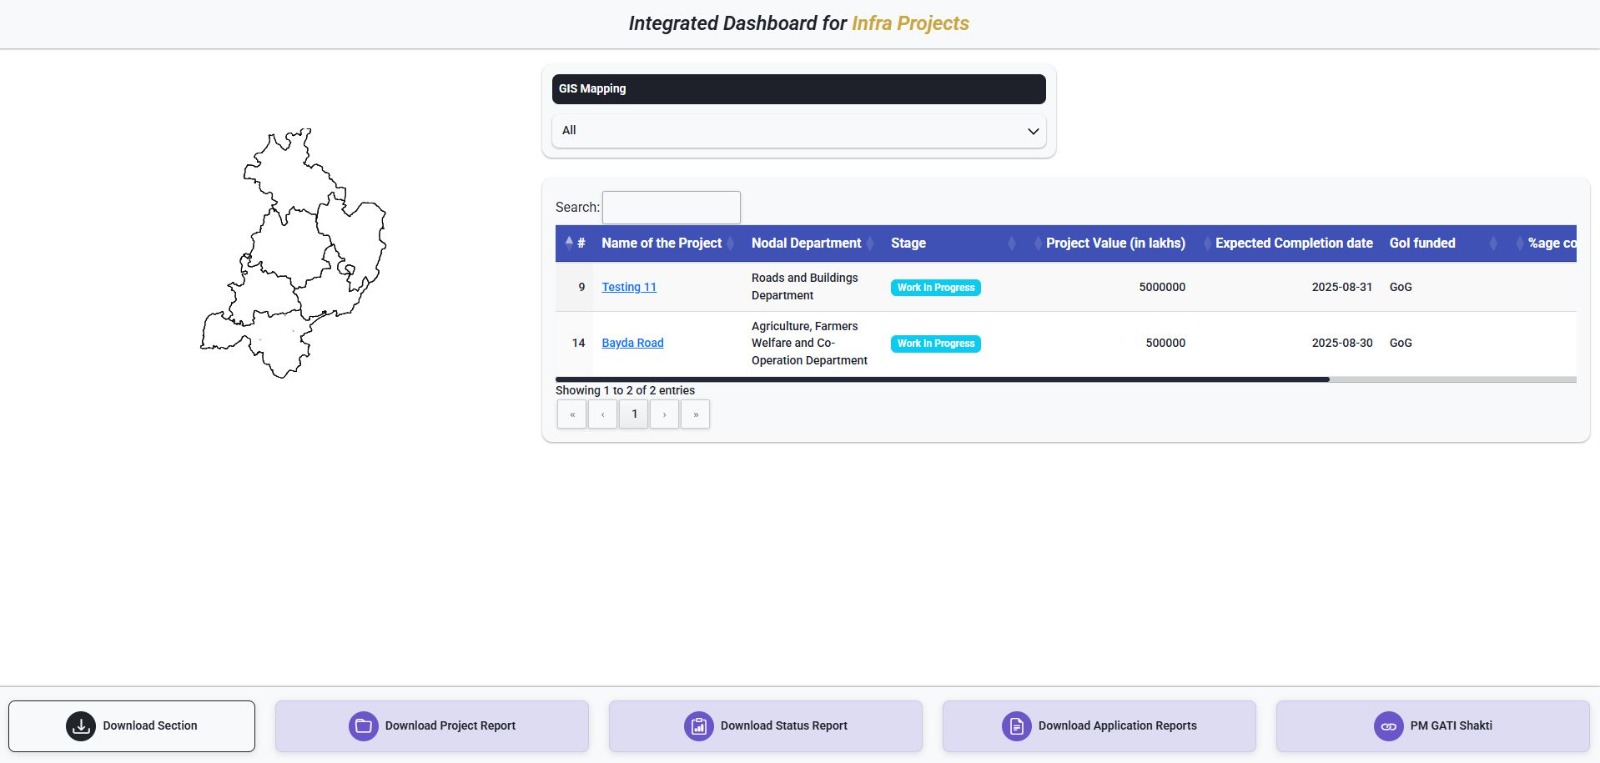 Integrated Dashboard for Infra Projects
GIS Mapping
All
Search:
# Name of the Project Nodal Department Stage Project Value (in lakhs) Expected Completion date GoI funded %age co
9 Testing 11 Roads and Buildings Department Work In Progress 5000000 2025-08-31 GoG
14 Bayda Road Agriculture, Farmers Welfare and Co-Operation Department Work In Progress 500000 2025-08-30 GoG
Showing 1 to 2 of 2 entries
« ‹ 1 › »
Download Section Download Project Report Download Status Report Download Application Reports PM GATI Shakti